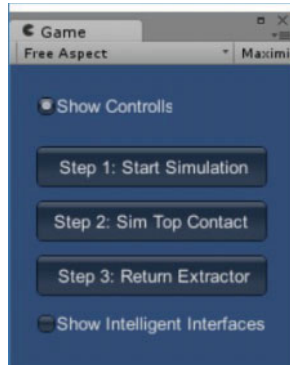 Game
Free Aspect Maximi
Show Controlls
Step 1: Start Simulation
Step 2: Sim Top Contact
Step 3: Return Extractor
Show Intelligent Interfaces